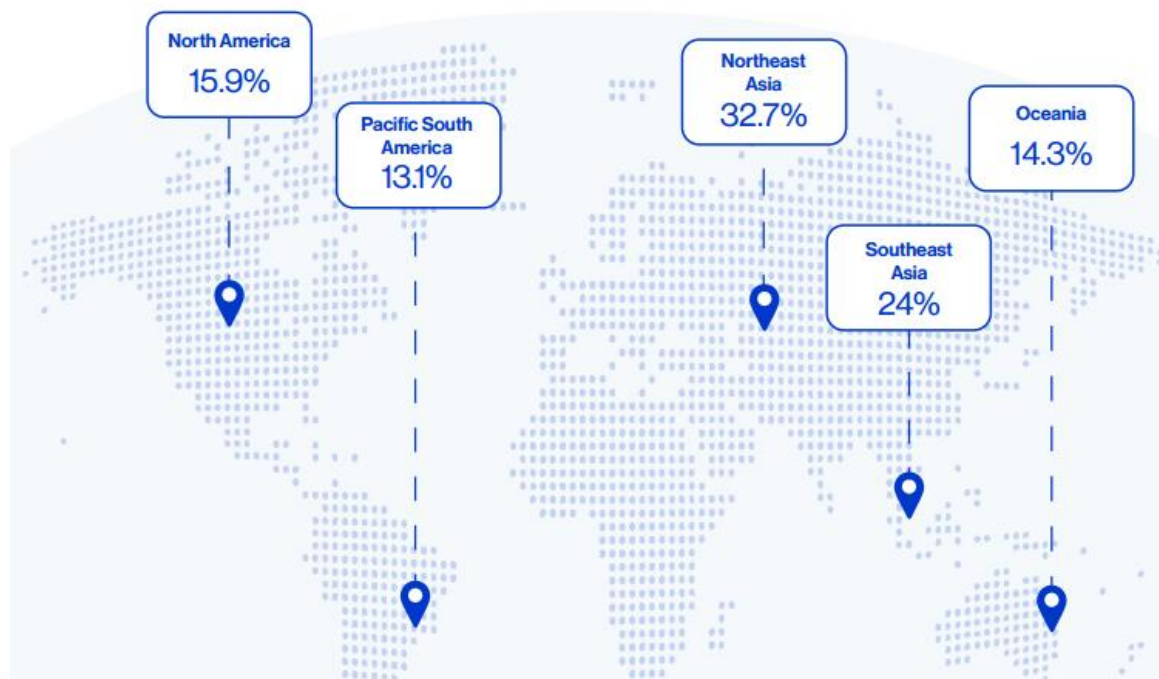 North America
15.9%
Pacific South
America
13.1%
Northeast
Asia
32.7%
Southeast
Asia
24%
Oceania
14.3%